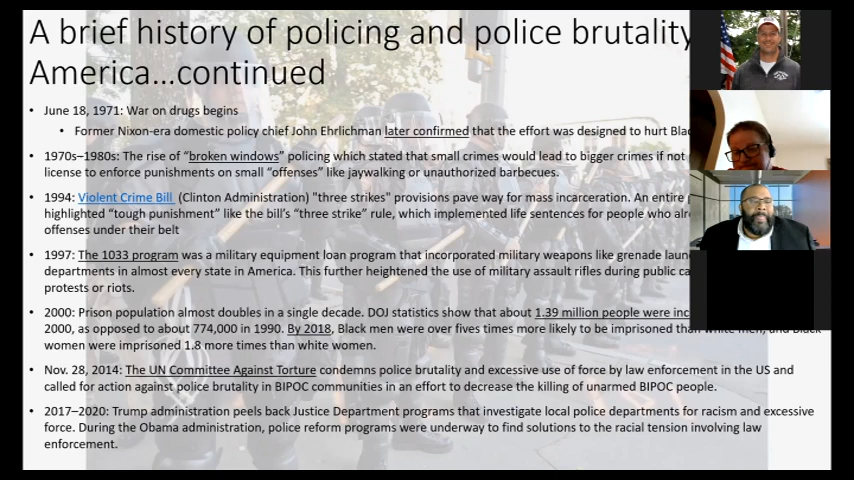 A brief history of policing and police brutality
America...continued
• June 18, 1971: War on drugs begins
• Former Nixon-era domestic policy chief John Ehrlichman later confirmed that the effort was designed to hurt
• 1970s–1980s: The rise of “broken windows” policing which stated that small crimes would lead to bigger crimes if not
license to enforce punishments on small “offenses” like jaywalking or unauthorized barbecues.
• 1994: Violent Crime Bill (Clinton Administration) "three strikes" provisions pave way for mass incarceration. An entire
highlighted “tough punishment” like the bill’s “three strike” rule, which implemented life sentences for people who
offenses under their belt
• 1997: The 1033 program was a military equipment loan program that incorporated military weapons like grenade
departments in almost every state in America. This further heightened the use of military assault rifles during public
protests or riots.
• 2000: Prison population almost doubles in a single decade. DOJ statistics show that about 1.39 million people were
2000, as opposed to about 774,000 in 1990. By 2018, Black men were over fives times more likely to be imprisoned than white men, and Black
women were imprisoned 1.8 more times than white women.
• Nov. 28, 2014: The UN Committee Against Torture condemns police brutality and excessive use of force by law enforcement in the US and
called for action against police brutality in BIPOC communities in an effort to decrease the killing of unarmed BIPOC people.
• 2017–2020: Trump administration peels back Justice Department programs that investigate local police departments for racism and excessive
force. During the Obama administration, police reform programs were underway to find solutions to the racial tension involving law
enforcement.